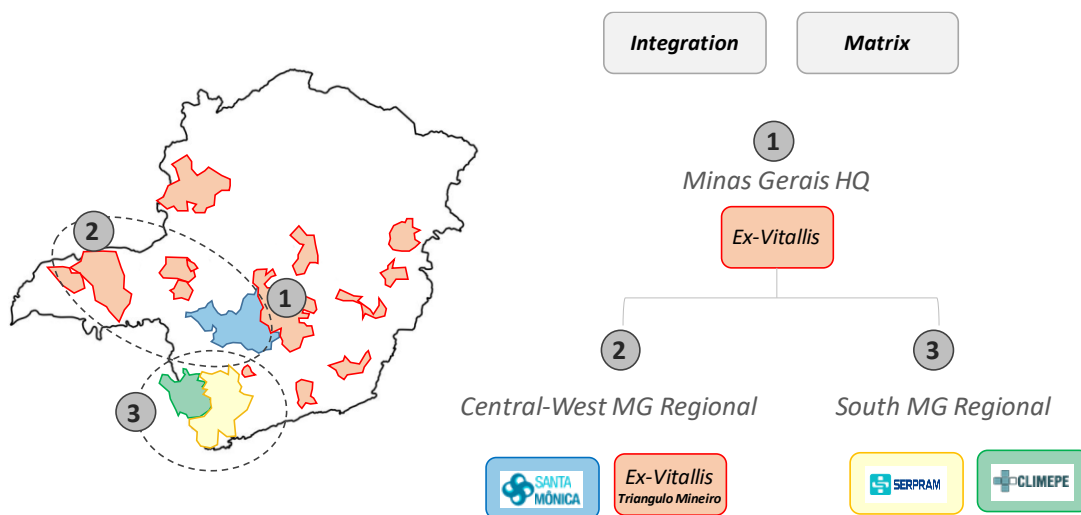 Integration
Matrix
1
Minas Gerais HQ
Ex-Vitallis
2
1
3
2
3
Central-West MG Regional
South MG Regional
SANTA
MÔNICA
Ex-Vitallis
Triangulo Mineiro
SERPRAM
CLIMEPE